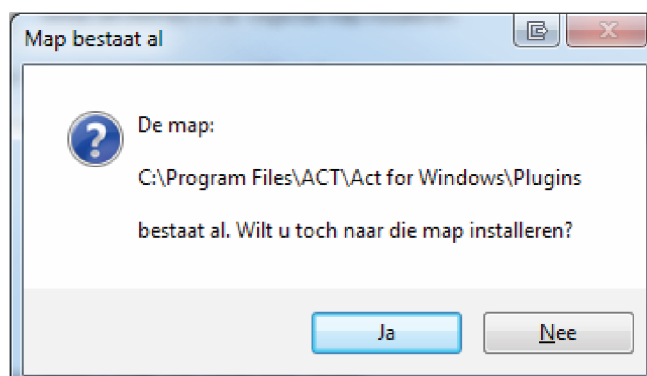 Map bestaat al
De map:
C:\Program Files\ACT\Act for Windows\Plugins
bestaat al. Wilt u toch naar die map installeren?
Ja
Nee